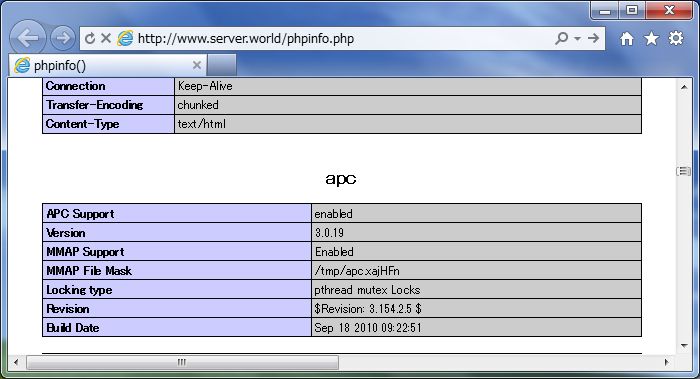 http://www.server.world/phpinfo.php
phpinfo()
Connection Keep-Alive
Transfer-Encoding chunked
Content-Type text/html
apc
APC Support enabled
Version 3.0.19
MMAP Support Enabled
MMAP File Mask /tmp/apc.xajHFn
Locking type pthread mutex Locks
Revision $Revision: 3.154.2.5 $
Build Date Sep 18 2010 09:22:51